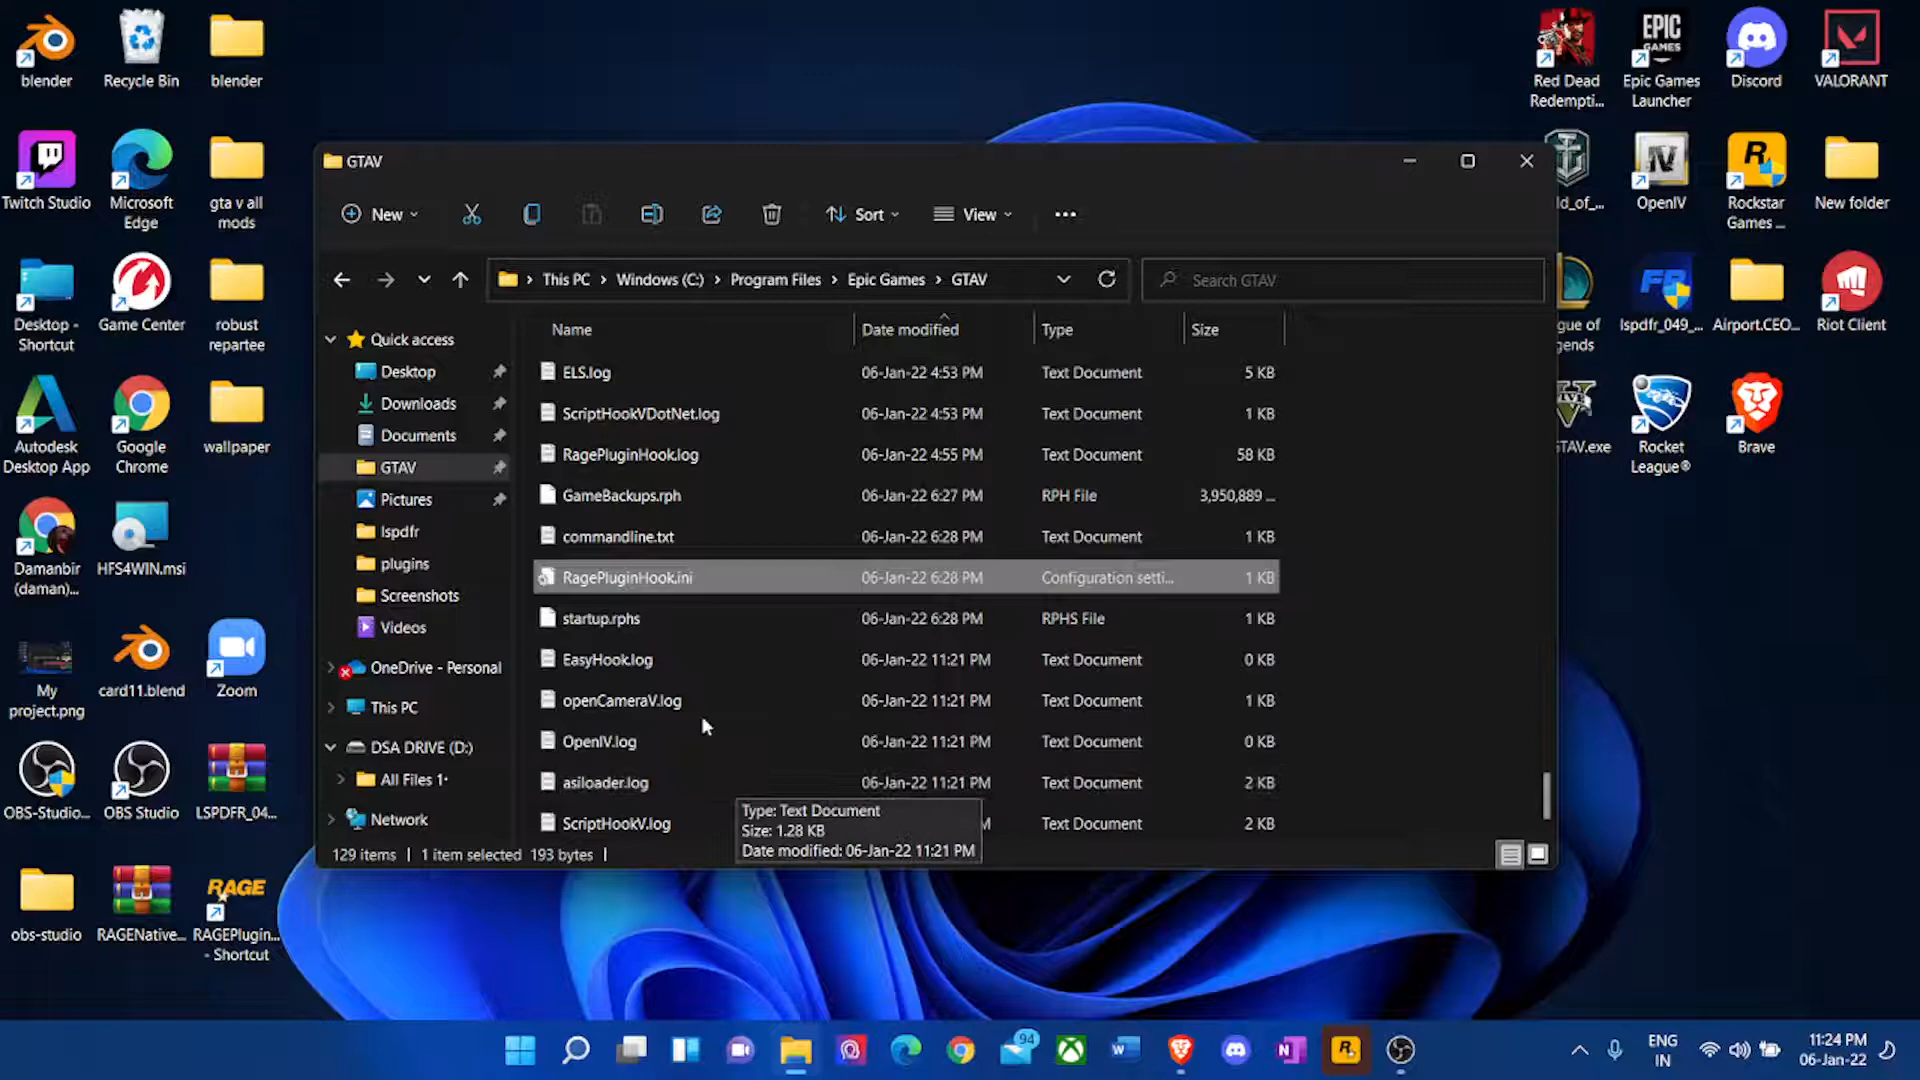 blender
Recycle Bin
blender
Twitch Studio
Microsoft
Edge
gta v all
mods
Desktop -
Shortcut
Game Center
robust
repartee
Autodesk
Desktop App
Google
Chrome
wallpaper
Damanbir
(daman)...
HFS4WIN.msi
My
project.png
card11.blend
Zoom
OBS-Studio...
OBS Studio
LSPDFR_04...
obs-studio
RAGENative...
RAGE
RAGEPlugin...
- Shortcut
GTAV
New
Sort
View
This PC
Windows (C:)
Program Files
Epic Games
GTAV
Search GTAV
Quick access
Desktop
Downloads
Documents
GTAV
Pictures
lspdfr
plugins
Screenshots
Videos
OneDrive - Personal
This PC
DSA DRIVE (D:)
All Files 1·
Network
Name Date modified Type Size
ELS.log 06-Jan-22 4:53 PM Text Document 5 KB
ScriptHookVDotNet.log 06-Jan-22 4:53 PM Text Document 1 KB
RagePluginHook.log 06-Jan-22 4:55 PM Text Document 58 KB
GameBackups.rph 06-Jan-22 6:27 PM RPH File 3,950,889 ...
commandline.txt 06-Jan-22 6:28 PM Text Document 1 KB
RagePluginHook.ini 06-Jan-22 6:28 PM Configuration setti... 1 KB
startup.rphs 06-Jan-22 6:28 PM RPHS File 1 KB
EasyHook.log 06-Jan-22 11:21 PM Text Document 0 KB
openCameraV.log 06-Jan-22 11:21 PM Text Document 1 KB
OpenIV.log 06-Jan-22 11:21 PM Text Document 0 KB
asiloader.log 06-Jan-22 11:21 PM Text Document 2 KB
ScriptHookV.log M Text Document 2 KB
Type: Text Document
Size: 1.28 KB
Date modified: 06-Jan-22 11:21 PM
129 items 1 item selected 193 bytes
Red Dead
Redempti...
EPIC
GAMES
Epic Games
Launcher
Discord
VALORANT
ld_of_...
IV
OpenIV
Rockstar
Games ...
New folder
gue of
gends
FR
lspdfr_049_...
Airport.CEO...
Riot Client
GTAV.exe
Rocket
League®
Brave
94
ENG
IN
11:24 PM
06-Jan-22